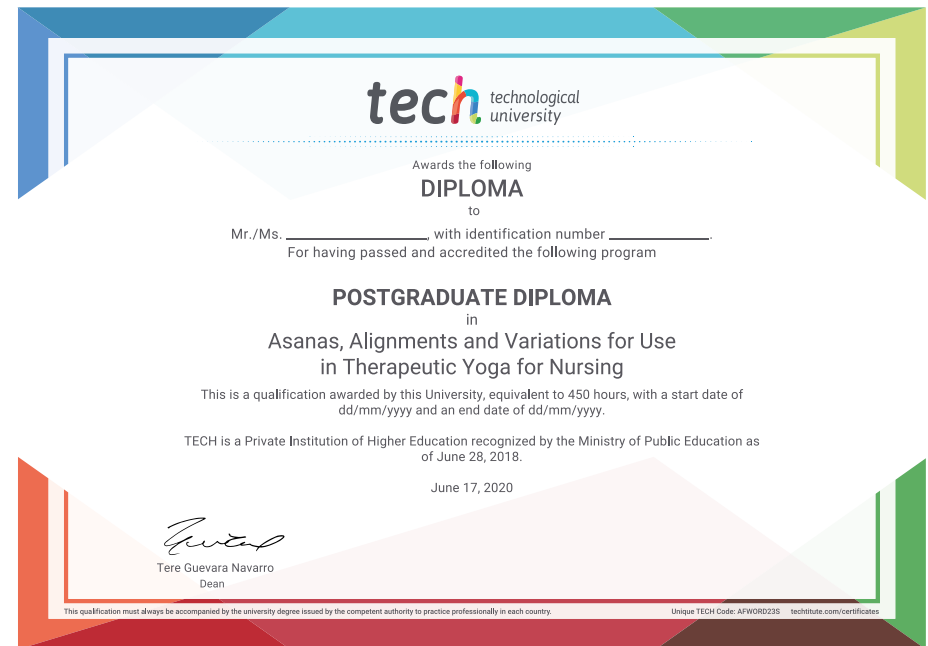 tech technological
university
Awards the following
DIPLOMA
to
Mr./Ms. ____________________, with identification number ______________.
For having passed and accredited the following program
POSTGRADUATE DIPLOMA
in
Asanas, Alignments and Variations for Use
in Therapeutic Yoga for Nursing
This is a qualification awarded by this University, equivalent to 450 hours, with a start date of
dd/mm/yyyy and an end date of dd/mm/yyyy.
TECH is a Private Institution of Higher Education recognized by the Ministry of Public Education as
of June 28, 2018.
June 17, 2020
Tere Guevara Navarro
Dean
This qualification must always be accompanied by the university degree issued by the competent authority to practice professionally in each country.
Unique TECH Code: AFWORD23S techtitute.com/certificates